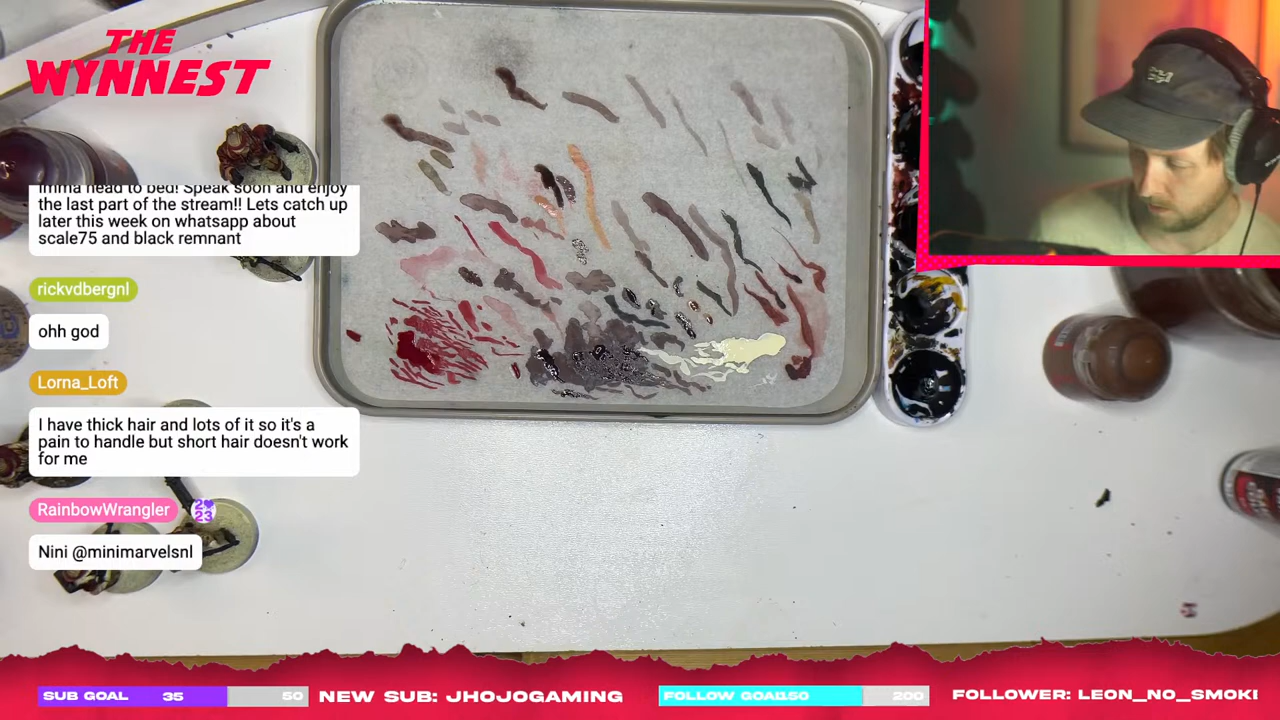 THE
WYNNEST
imma head to bed! Speak soon and enjoy
the last part of the stream!! Lets catch up
later this week on whatsapp about
scale75 and black remnant
rickvdbergnl
ohh god
Lorna_Loft
I have thick hair and lots of it so it's a
pain to handle but short hair doesn't work
for me
RainbowWrangler
Nini @minimarvelsnl
SUB GOAL 35 50 NEW SUB: JHOJOGAMING FOLLOW GOAL 150 200 FOLLOWER: LEON_NO_SMOKI